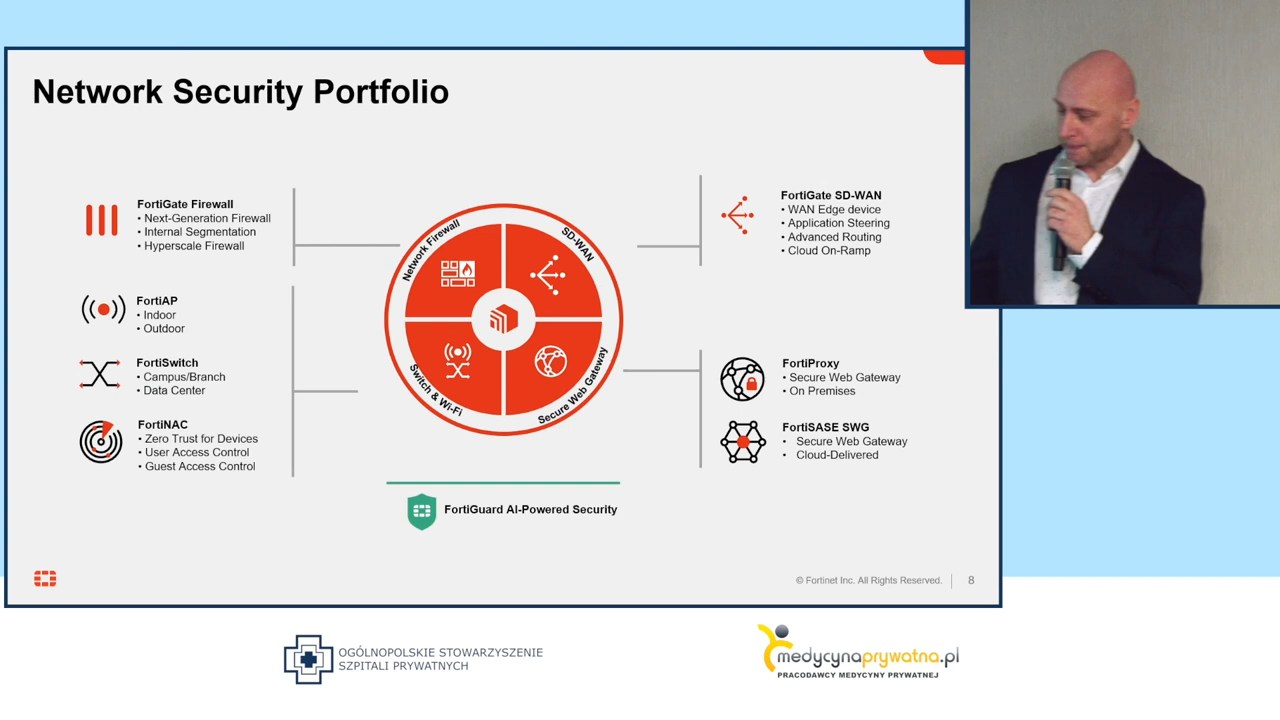 Network Security Portfolio
FortiGate Firewall
• Next-Generation Firewall
• Internal Segmentation
• Hyperscale Firewall
FortiAP
• Indoor
• Outdoor
FortiSwitch
• Campus/Branch
• Data Center
FortiNAC
• Zero Trust for Devices
• User Access Control
• Guest Access Control
Network Firewall
SD-WAN
Switch & Wi-Fi
Secure Web Gateway
FortiGate SD-WAN
• WAN Edge device
• Application Steering
• Advanced Routing
• Cloud On-Ramp
FortiProxy
• Secure Web Gateway
• On Premises
FortiSASE SWG
• Secure Web Gateway
• Cloud-Delivered
FortiGuard AI-Powered Security
© Fortinet Inc. All Rights Reserved.
8
OGÓLNOPOLSKIE STOWARZYSZENIE
SZPITALI PRYWATNYCH
medycynaprywatna.pl
PRACODAWCY MEDYCYNY PRYWATNEJ